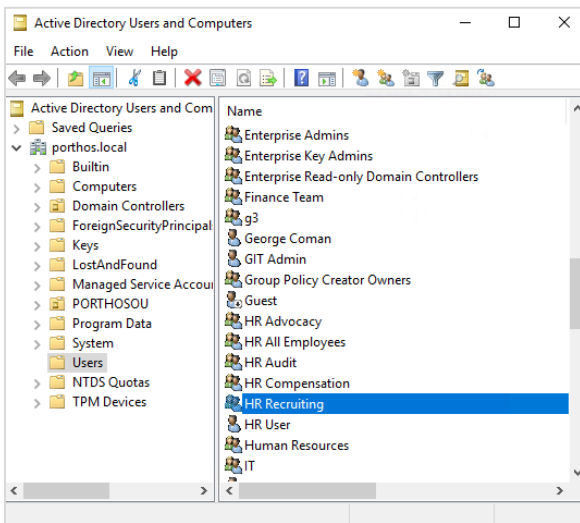 Active Directory Users and Computers
File Action View Help
Active Directory Users and Com
Saved Queries
porthos.local
Builtin
Computers
Domain Controllers
ForeignSecurityPrincipal
Keys
LostAndFound
Managed Service Accou
PORTHOSOU
Program Data
System
Users
NTDS Quotas
TPM Devices
Name
Enterprise Admins
Enterprise Key Admins
Enterprise Read-only Domain Controllers
Finance Team
g3
George Coman
GIT Admin
Group Policy Creator Owners
Guest
HR Advocacy
HR All Employees
HR Audit
HR Compensation
HR Recruiting
HR User
Human Resources
IT